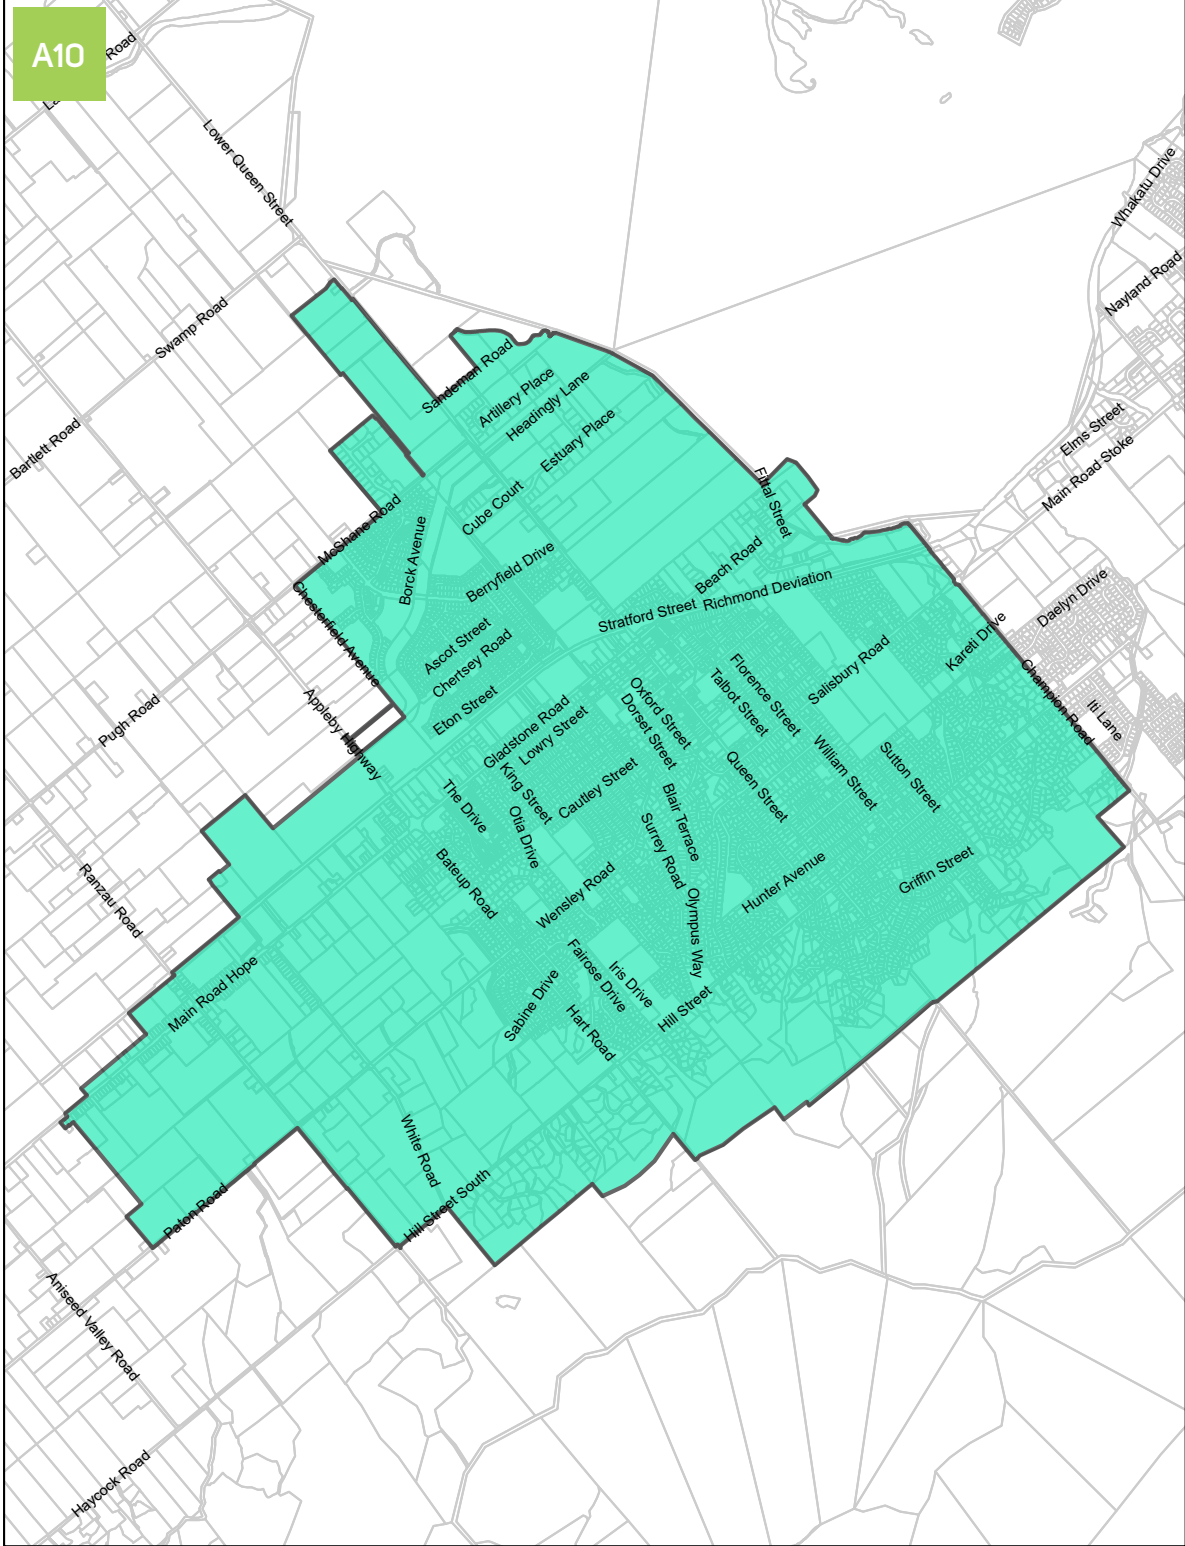 A10
Road
Lower Queen Street
Whakatu Drive
Nayland Road
Swamp Road
Sandeman Road
Artillery Place
Headingly Lane
Estuary Place
Elms Street
Main Road Stoke
Bartlett Road
Cube Court
Fittal Street
McShane Road
Borck Avenue
Berryfield Drive
Beach Road
Richmond Deviation
Stratford Street
Daelyn Drive
Kareti Drive
Chesterfield Avenue
Ascot Street
Chertsey Road
Eton Street
Florence Street
Talbot Street
Salisbury Road
Champion Road
Iti Lane
Pugh Road
Appleby Highway
Gladstone Road
Lowry Street
King Street
Oxford Street
Dorset Street
Queen Street
William Street
Sutton Street
The Drive
Otia Drive
Cautley Street
Blair Terrace
Surrey Road
Bateup Road
Wensley Road
Olympus Way
Hunter Avenue
Griffin Street
Ranzau Road
Main Road Hope
Sabine Drive
Fairose Drive
Iris Drive
Hart Road
Hill Street
White Road
Hill Street South
Paton Road
Aniseed Valley Road
Haycock Road